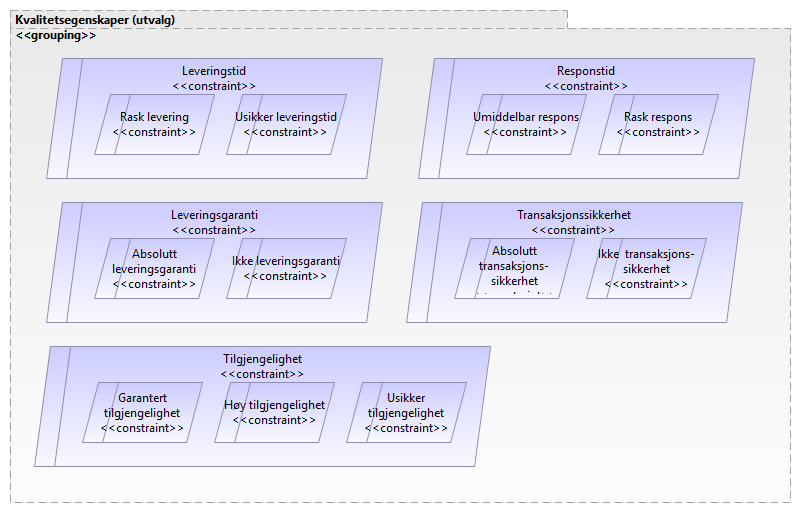 Kvalitetsegenskaper (utvalg)
<<grouping>>
Leveringstid
<<constraint>>
Rask levering
<<constraint>>
Usikker leveringstid
<<constraint>>
Responstid
<<constraint>>
Umiddelbar respons
<<constraint>>
Rask respons
<<constraint>>
Leveringsgaranti
<<constraint>>
Absolutt
leveringsgaranti
<<constraint>>
Ikke leveringsgaranti
<<constraint>>
Transaksjonssikkerhet
<<constraint>>
Absolutt
transaksjons-
sikkerhet
Ikke transaksjons-
sikkerhet
<<constraint>>
Tilgjengelighet
<<constraint>>
Garantert
tilgjengelighet
<<constraint>>
Høy tilgjengelighet
<<constraint>>
Usikker
tilgjengelighet
<<constraint>>